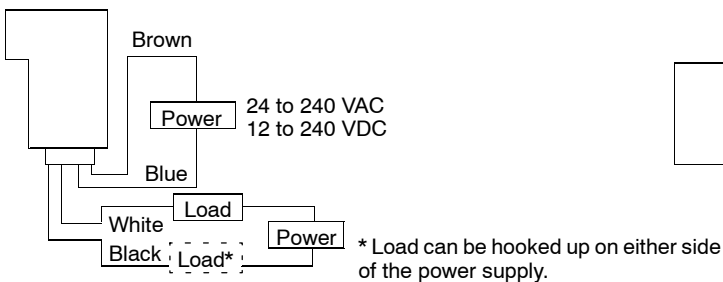 Brown
Power
24 to 240 VAC
12 to 240 VDC
Blue
Load
White
Power
Black
Load*
* Load can be hooked up on either side
of the power supply.